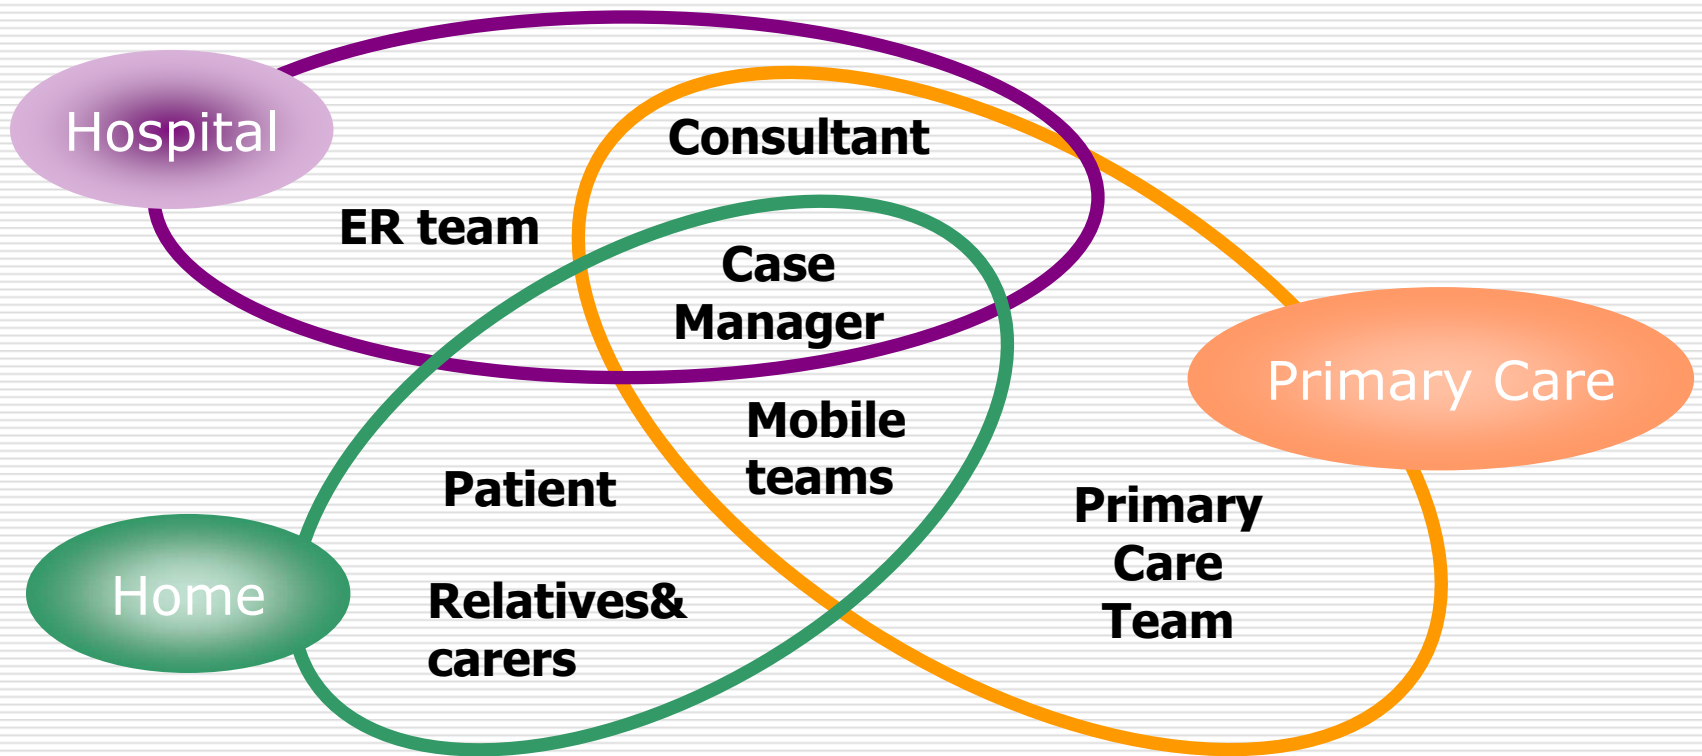 Hospital
Consultant
ER team
Case
Manager
Primary Care
Mobile
teams
Patient
Primary
Care
Team
Home
Relatives&
carers